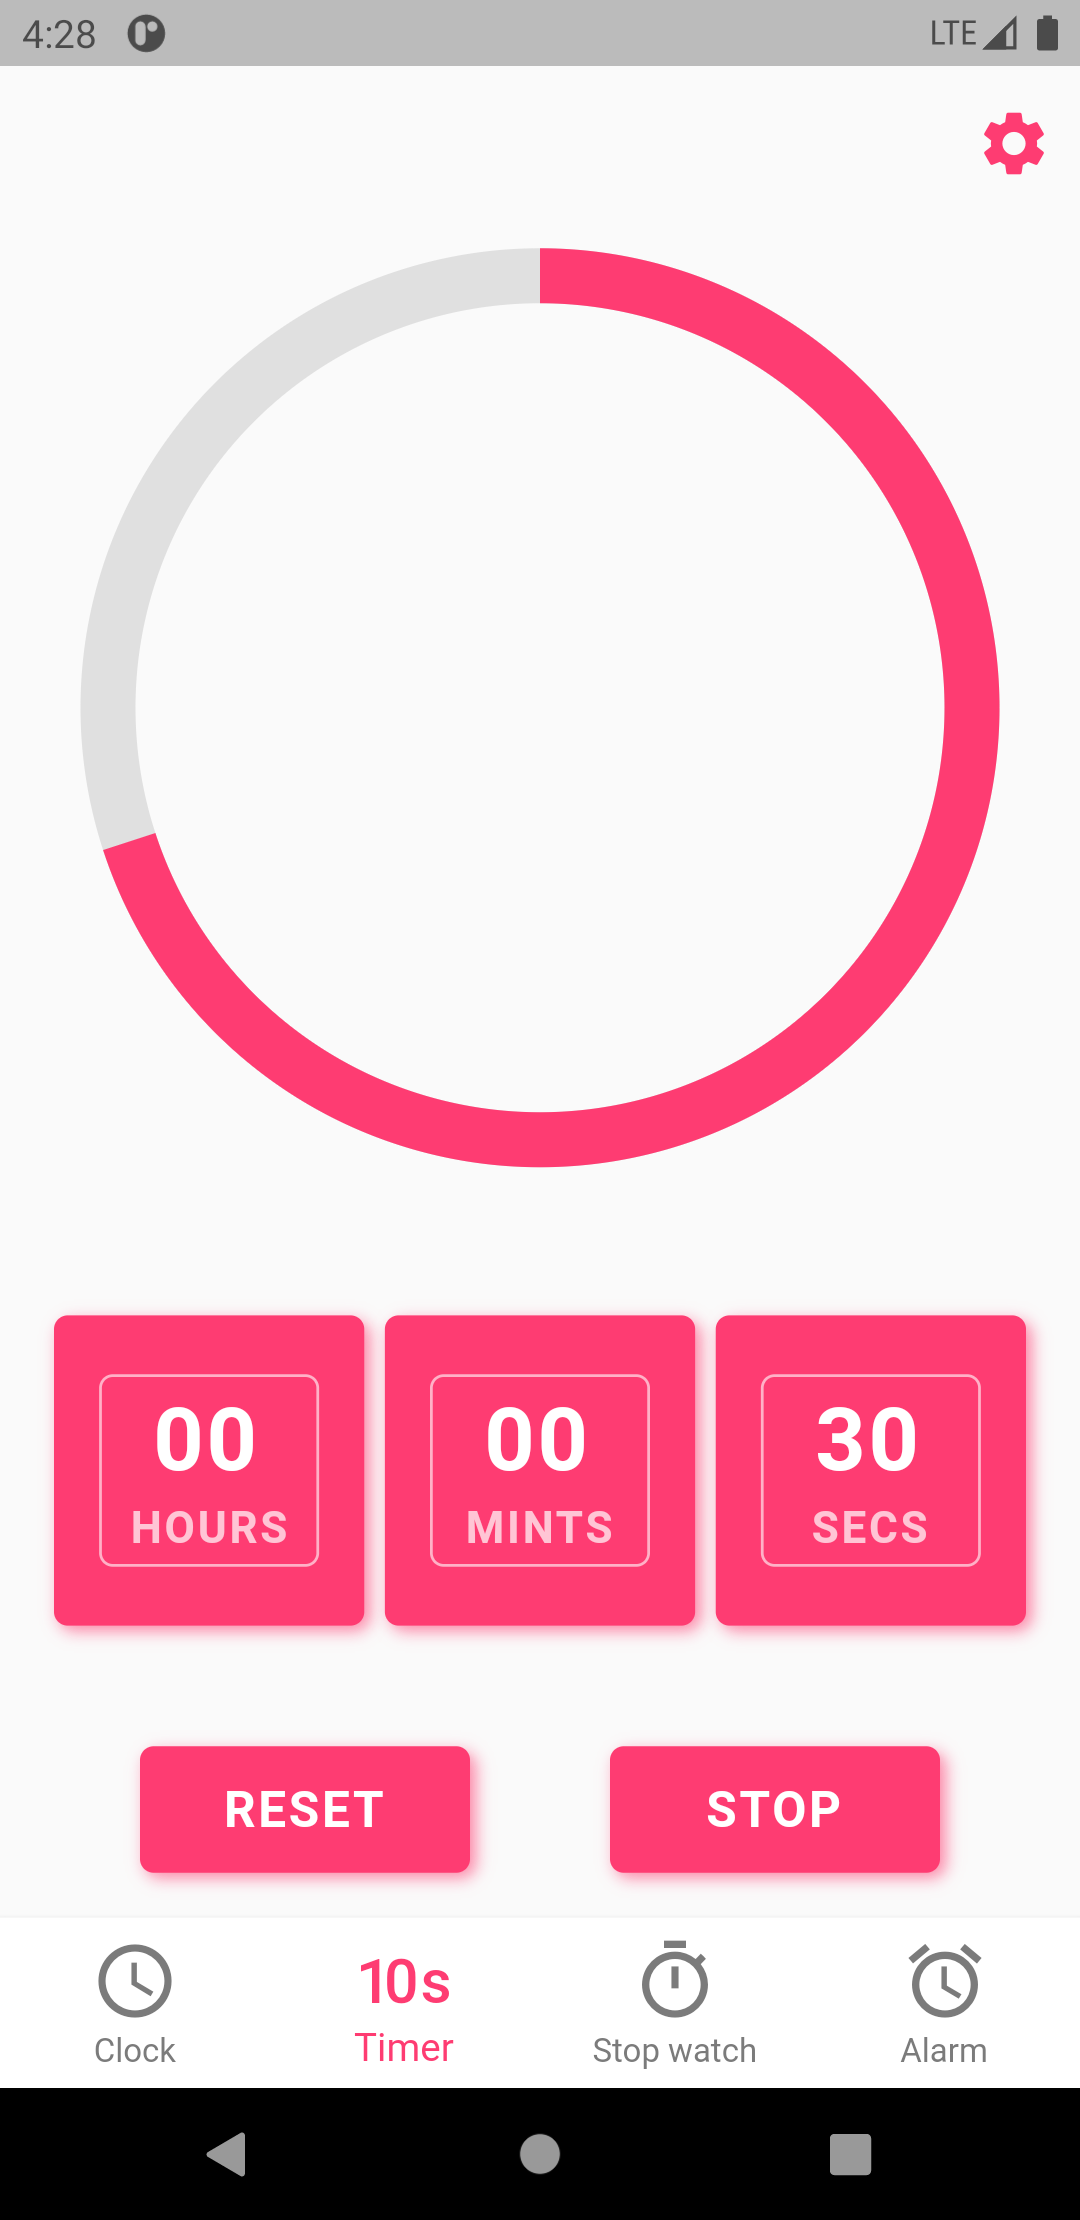 4:28 LTE
00 00 30
HOURS MINTS SECS
RESET STOP
10s
Clock Timer Stop watch Alarm